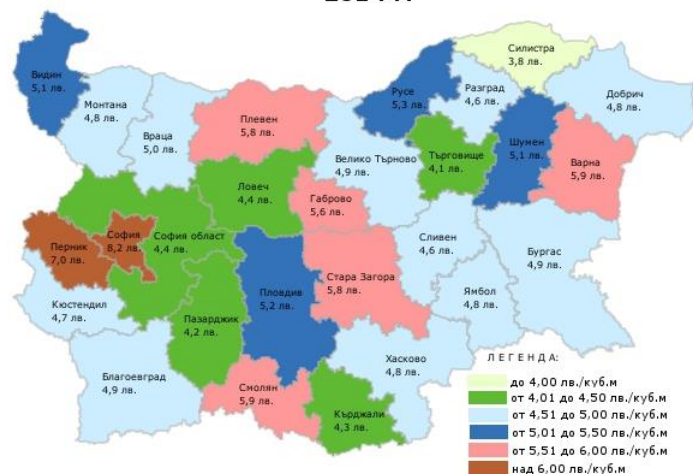 Силистра
3,8 лв.
Видин
5,1 лв.
Русе
5,3 лв.
Разград
4,6 лв.
Добрич
4,8 лв.
Монтана
4,8 лв.
Плевен
5,8 лв.
Враца
5,0 лв.
Шумен
5,1 лв.
Велико Търново
4,9 лв.
Търговище
4,1 лв.
Варна
5,9 лв.
Ловеч
4,4 лв.
Габрово
5,6 лв.
София
8,2 лв.
София област
4,4 лв.
Перник
7,0 лв.
Сливен
4,6 лв.
Бургас
4,9 лв.
Стара Загора
5,8 лв.
Ямбол
4,8 лв.
Пловдив
5,2 лв.
Кюстендил
4,7 лв.
Пазарджик
4,2 лв.
Хасково
4,8 лв.
Благоевград
4,9 лв.
Смолян
5,9 лв.
Кърджали
4,3 лв.
ЛЕГЕНДА:
до 4,00 лв./куб.м
от 4,01 до 4,50 лв./куб.м
от 4,51 до 5,00 лв./куб.м
от 5,01 до 5,50 лв./куб.м
от 5,51 до 6,00 лв./куб.м
над 6,00 лв./куб.м